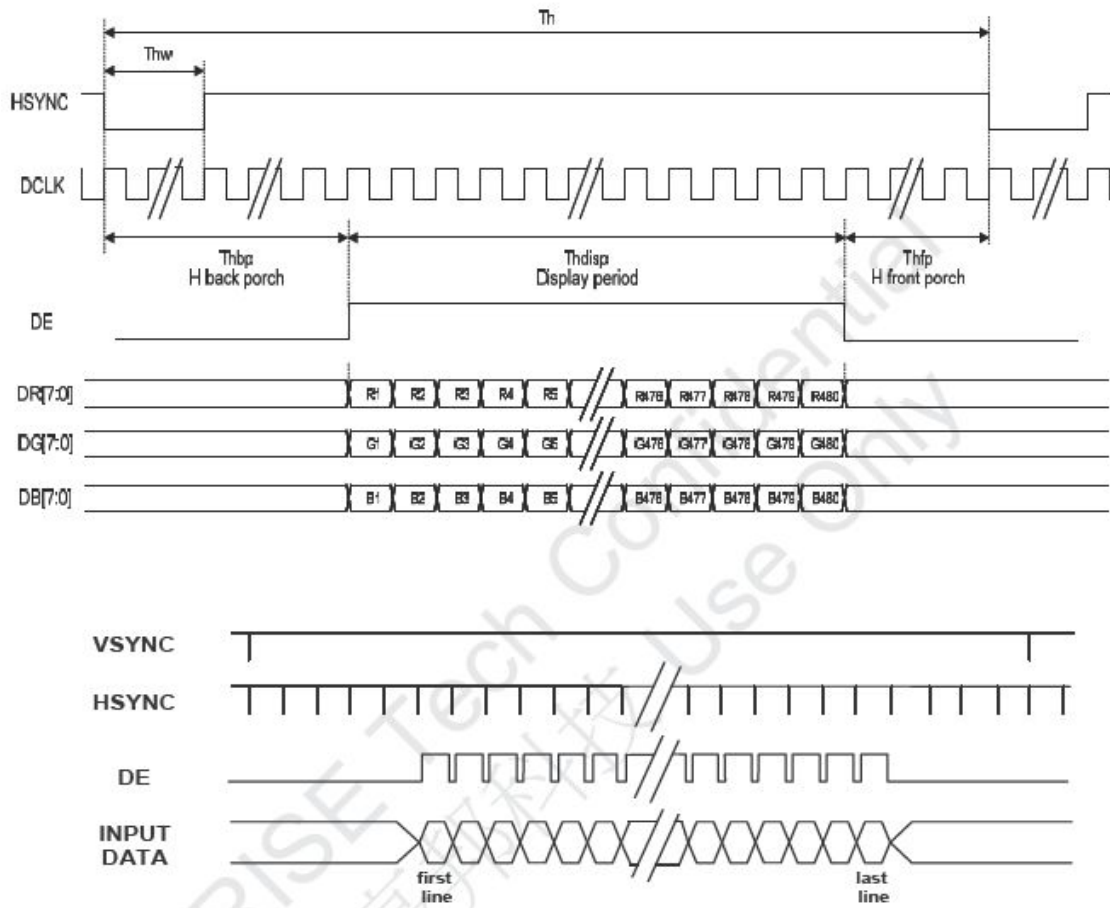 Th
Thw
HSYNC
DCLK
Thbp
H back porch
Thdisp
Display period
Thfp
H front porch
DE
DR[7:0]
R1 R2 R3 R4 R5 R476 R477 R478 R479 R480
DG[7:0]
G1 G2 G3 G4 G5 G476 G477 G478 G479 G480
DB[7:0]
B1 B2 B3 B4 B5 B476 B477 B478 B479 B480
VSYNC
HSYNC
DE
INPUT
DATA
first
line
last
line
RISE Tech Confidential
邦科技 Use Only